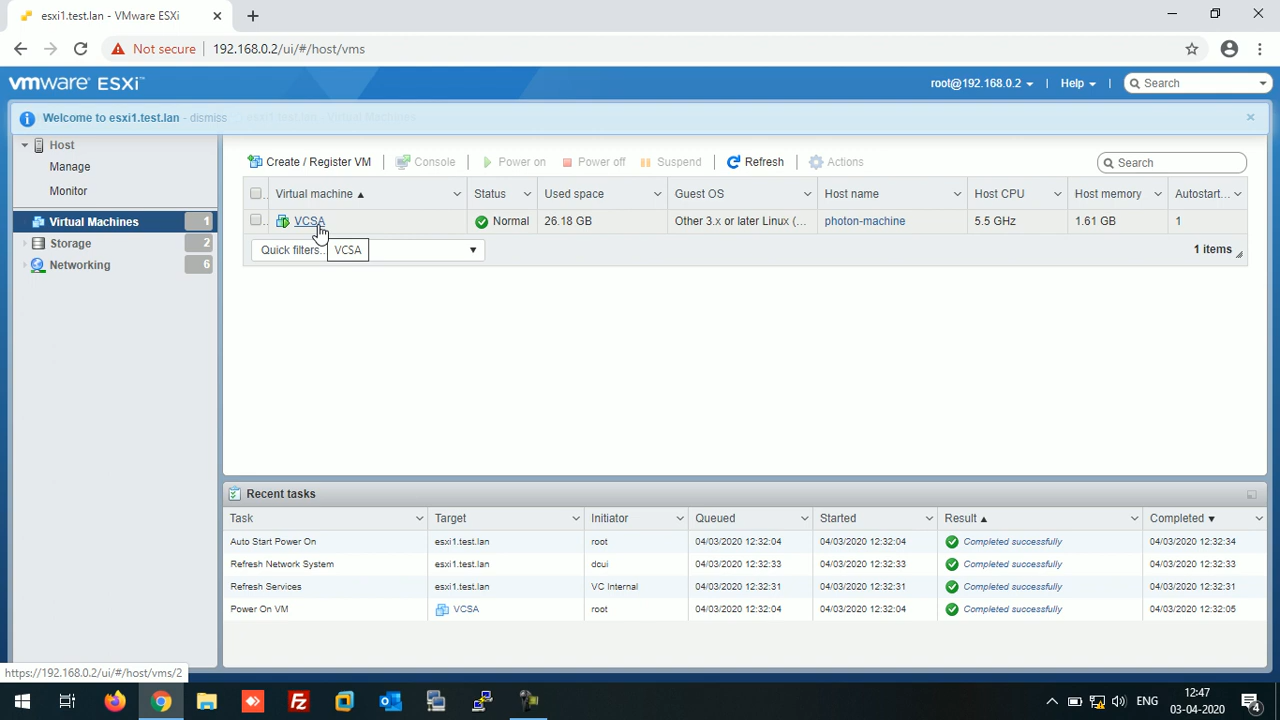 esxi1.test.lan - VMware ESXi
Not secure 192.168.0.2/ui/#/host/vms
vmware ESXi™
root@192.168.0.2 Help Search
Welcome to esxi1.test.lan - dismiss
esxi1.test.lan - Virtual Machines
Host
Manage
Monitor
Virtual Machines 1
Storage 2
Networking 6
Create / Register VM Console Power on Power off Suspend Refresh Actions Search
Virtual machine Status Used space Guest OS Host name Host CPU Host memory Autostart...
VCSA Normal 26.18 GB Other 3.x or later Linux (... photon-machine 5.5 GHz 1.61 GB 1
Quick filters... VCSA 1 items
Recent tasks
Task Target Initiator Queued Started Result Completed
Auto Start Power On esxi1.test.lan root 04/03/2020 12:32:04 04/03/2020 12:32:04 Completed successfully 04/03/2020 12:32:34
Refresh Network System esxi1.test.lan dcui 04/03/2020 12:32:33 04/03/2020 12:32:33 Completed successfully 04/03/2020 12:32:33
Refresh Services esxi1.test.lan VC Internal 04/03/2020 12:32:31 04/03/2020 12:32:31 Completed successfully 04/03/2020 12:32:31
Power On VM VCSA root 04/03/2020 12:32:04 04/03/2020 12:32:04 Completed successfully 04/03/2020 12:32:05
https://192.168.0.2/ui/#/host/vms/2
ENG 12:47
03-04-2020 4